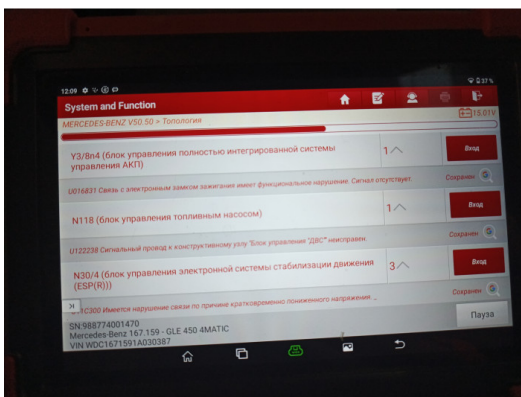 12:09
37%
System and Function
MERCEDES-BENZ V50.50 > Топология
15.01V
Y3/8n4 (блок управления полностью интегрированной системы
управления АКП)
1
Вход
U016831 Связь с электронным замком зажигания имеет функциональное нарушение. Сигнал отсутствует.
Сохранен
N118 (блок управления топливным насосом)
1
Вход
U122238 Сигнальный провод к конструктивному узлу "Блок управления "ДВС"" неисправен.
Сохранен
N30/4 (блок управления электронной системы стабилизации движения
(ESP(R)))
3
Вход
1C300 Имеется нарушение связи по причине кратковременно пониженного напряжения ...
Сохранен
SN:988774001470
Mercedes-Benz 167.159 - GLE 450 4MATIC
VIN WDC1671591A030387
Пауза